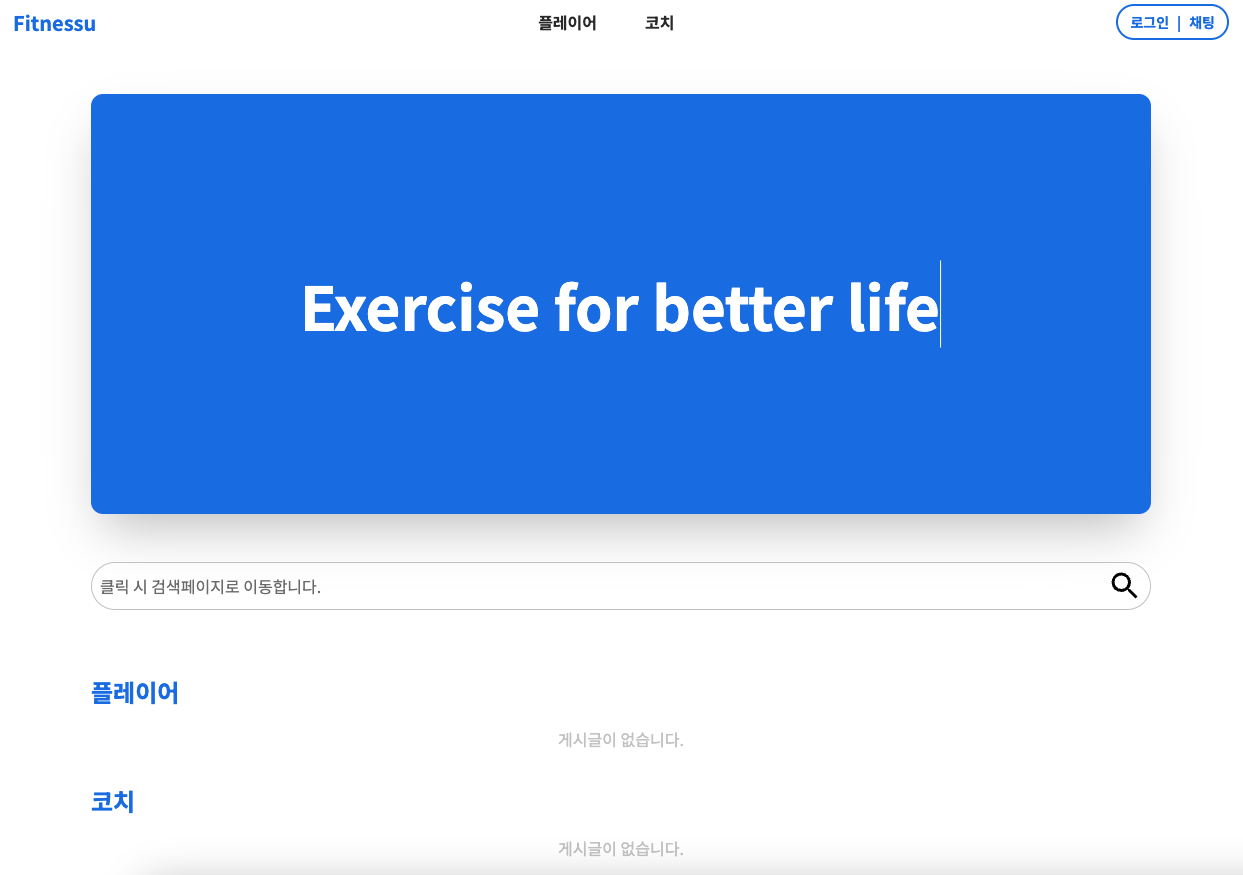 Fitnessu
플레이어
코치
로그인 | 채팅
Exercise for better life
클릭 시 검색페이지로 이동합니다.
플레이어
게시글이 없습니다.
코치
게시글이 없습니다.